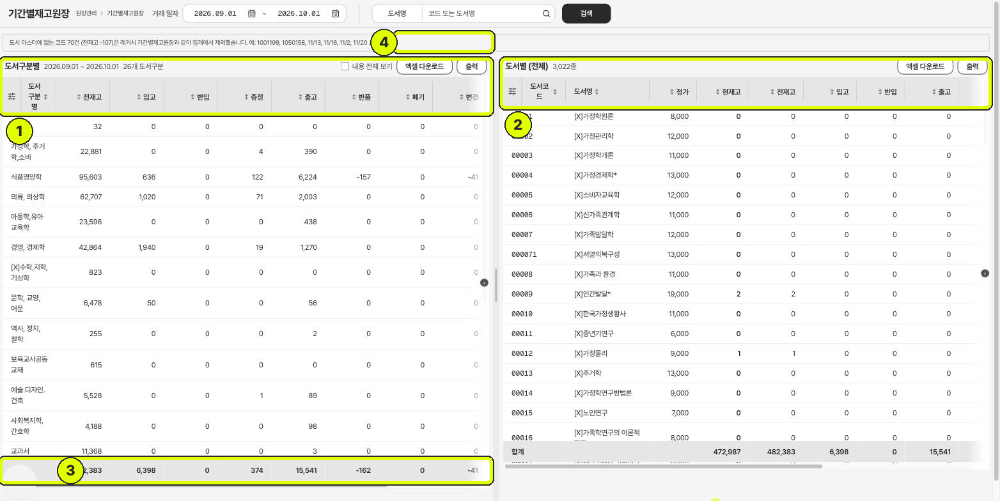 기간별재고원장 원장관리 > 기간별재고원장 거래 일자 2026.09.01 ~ 2026.10.01 도서명 코드 또는 도서명 검색
도서 마스터에 없는 코드 70건 (전재고 -107)은 레거시 기간별재고원장과 같이 집계에서 제외했습니다. 예: 1001199, 1050158, 11/13, 11/16, 11/2, 11/20
4
도서구분별 2026.09.01 ~ 2026.10.01 26개 도서구분 내용 전체 보기 엑셀 다운로드 출력
도서
구분
명
전재고 입고 반입 증정 출고 반품 폐기 변경
1
32 0 0 0 0 0 0 0
가정학, 주거
학,소비
22,881 0 0 4 390 0 0 0
식품영양학 95,603 636 0 122 6,224 -157 0 -41
의류, 의상학 62,707 1,020 0 71 2,003 0 0 0
아동학,유아
교육학
23,596 0 0 0 438 0 0 0
경영, 경제학 42,864 1,940 0 19 1,270 0 0 0
[X]수학,지학,
기상학
823 0 0 0 0 0 0 0
문학, 교양,
어문
6,478 50 0 0 56 0 0 0
역사, 정치,
철학
255 0 0 0 2 0 0 0
보육교사공동
교재
615 0 0 0 0 0 0 0
예술.디자인.
건축
5,528 0 0 1 89 0 0 0
사회복지학,
간호학
4,188 0 0 0 98 0 0 0
교과서 11,368 0 0 0 3 0 0 0
3
2,383 6,398 0 374 15,541 -162 0 -41
도서별 (전체) 3,022종 엑셀 다운로드 출력
도서코
드
도서명 정가 현재고 전재고 입고 반입 출고
2
1 [X]가정학원론 8,000 0 0 0 0 0
02 [X]가정관리학 12,000 0 0 0 0 0
00003 [X]가정학개론 11,000 0 0 0 0 0
00004 [X]가정경제학* 13,000 0 0 0 0 0
00005 [X]소비자교육학 12,000 0 0 0 0 0
00006 [X]신가족관계학 11,000 0 0 0 0 0
00007 [X]가족발달학 12,000 0 0 0 0 0
000071 [X]서양의복구성 13,000 0 0 0 0 0
00008 [X]가족과 환경 11,000 0 0 0 0 0
00009 [X]인간발달* 19,000 2 2 0 0 0
00010 [X]한국가정생활사 11,000 0 0 0 0 0
00011 [X]중년기연구 6,000 0 0 0 0 0
00012 [X]가정물리 9,000 1 1 0 0 0
00013 [X]주거학 13,000 0 0 0 0 0
00014 [X]가정학연구방법론 9,000 0 0 0 0 0
00015 [X]노인연구 7,000 0 0 0 0 0
00016 [X]가족학연구의 이론적 8,000 0 0 0 0 0
합계 472,987 482,383 6,398 0 15,541